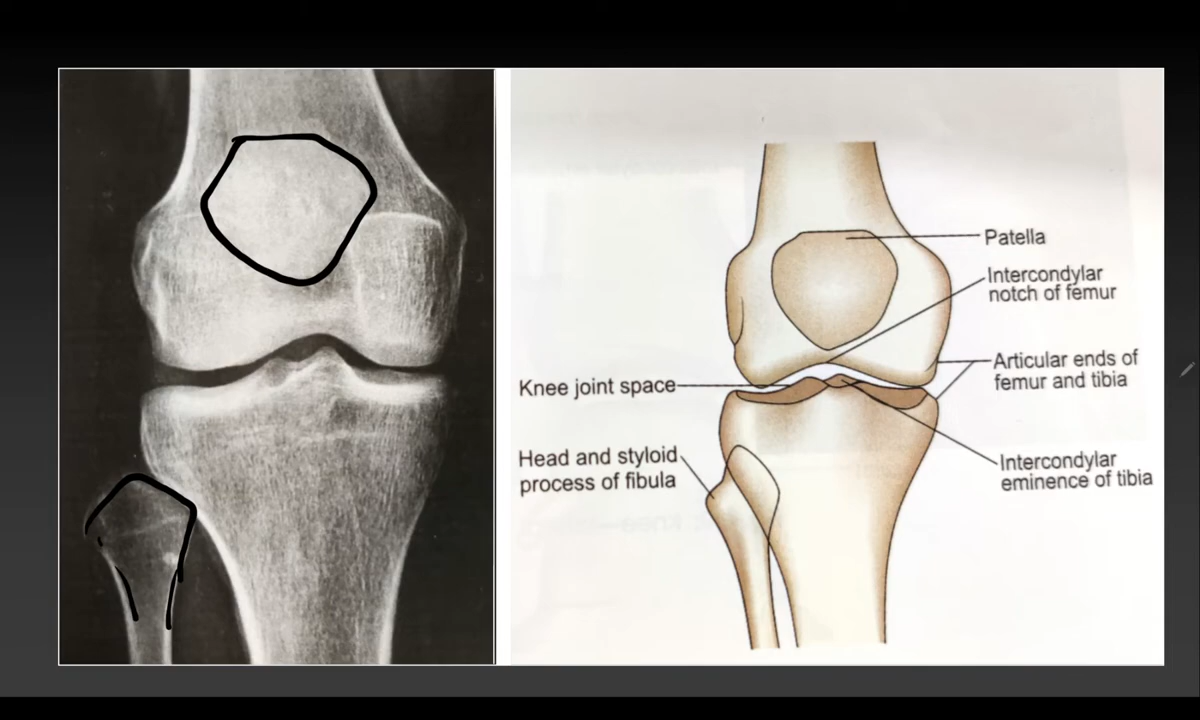 Patella
Intercondylar
notch of femur
Articular ends of
femur and tibia
Knee joint space
Head and styloid
process of fibula
Intercondylar
eminence of tibia